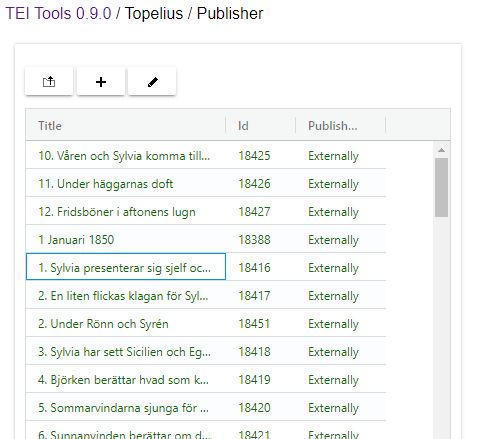 TEI Tools 0.9.0 / Topelius / Publisher
Title Id Publish...
10. Våren och Sylvia komma till... 18425 Externally
11. Under häggarnas doft 18426 Externally
12. Fridsböner i aftonens lugn 18427 Externally
1 Januari 1850 18388 Externally
1. Sylvia presenterar sig sjelf oc... 18416 Externally
2. En liten flickas klagan för Syl... 18417 Externally
2. Under Rönn och Syrén 18451 Externally
3. Sylvia har sett Sicilien och Eg... 18418 Externally
4. Björken berättar hvad som k... 18419 Externally
5. Sommarvindarna sjunga för ... 18420 Externally
6. Sunnanvinden berättar om d... 18421 Externally